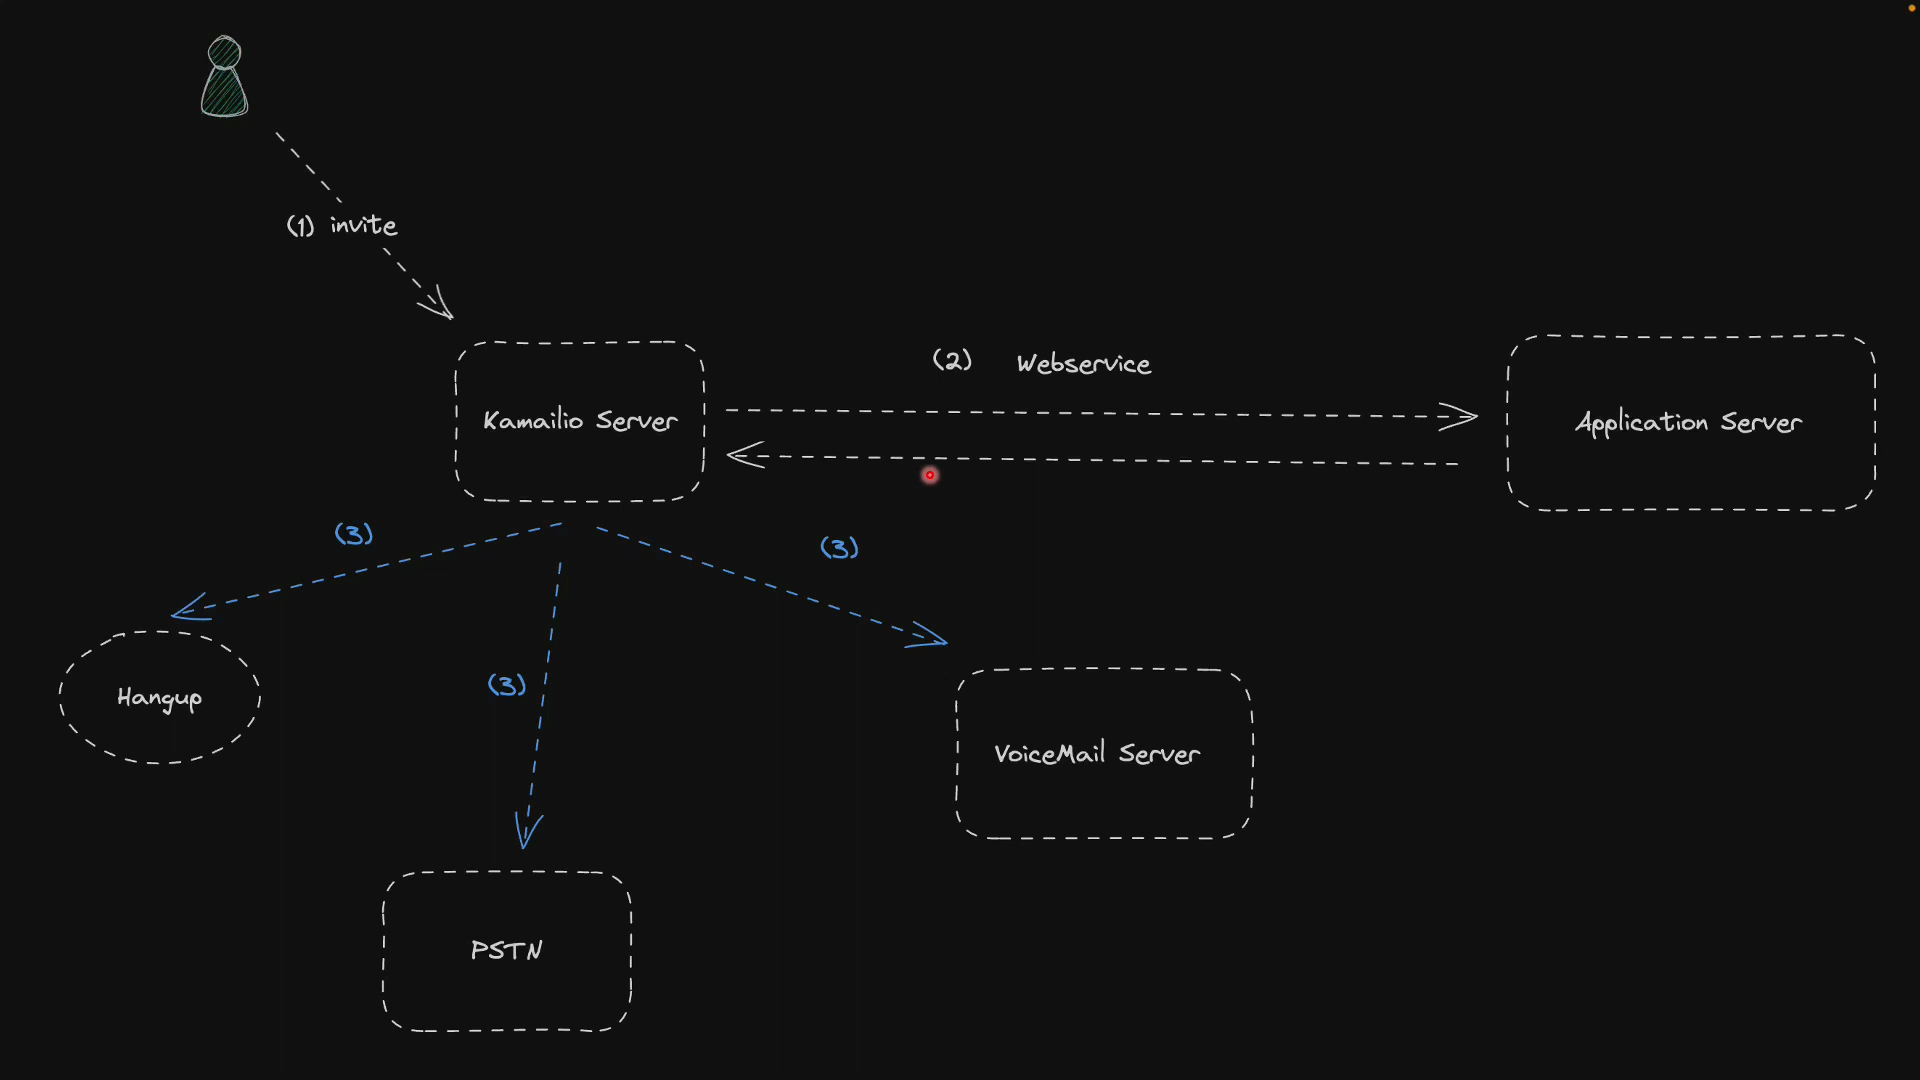 (1) invite
(2) Webservice
Kamailio Server
Application Server
(3)
(3)
(3)
Hangup
VoiceMail Server
PSTN